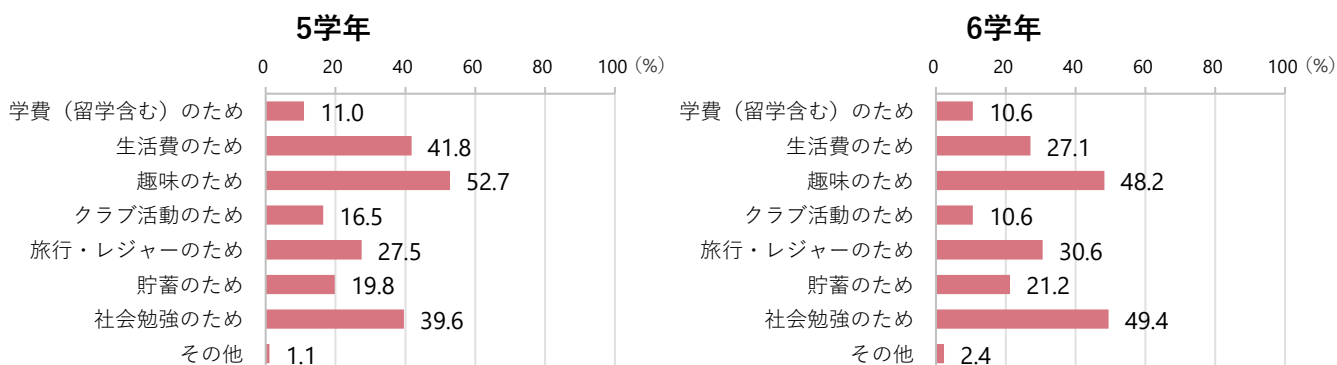 5学年
0 20 40 60 80 100 (%)
学費（留学含む）のため 11.0
生活費のため 41.8
趣味のため 52.7
クラブ活動のため 16.5
旅行・レジャーのため 27.5
貯蓄のため 19.8
社会勉強のため 39.6
その他 1.1
6学年
0 20 40 60 80 100 (%)
学費（留学含む）のため 10.6
生活費のため 27.1
趣味のため 48.2
クラブ活動のため 10.6
旅行・レジャーのため 30.6
貯蓄のため 21.2
社会勉強のため 49.4
その他 2.4